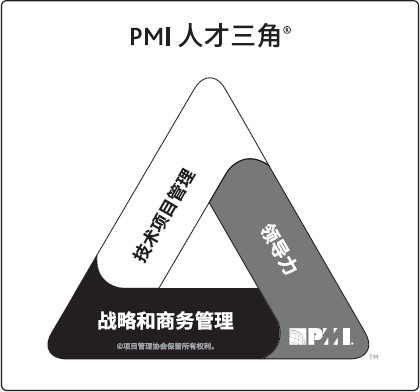 PMI 人才三角®
技术项目管理
领导力
战略和商务管理
©项目管理协会保留所有权利。
PMI.
TM